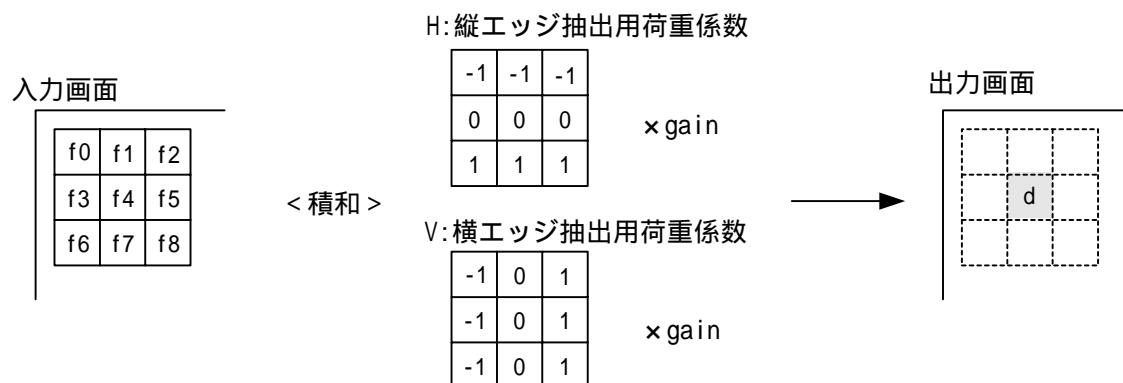 H:縦エッジ抽出用荷重係数
-1 -1 -1
0 0 0
1 1 1
×gain
入力画面
f0 f1 f2
f3 f4 f5
f6 f7 f8
<積和>
V:横エッジ抽出用荷重係数
-1 0 1
-1 0 1
-1 0 1
×gain
出力画面
d